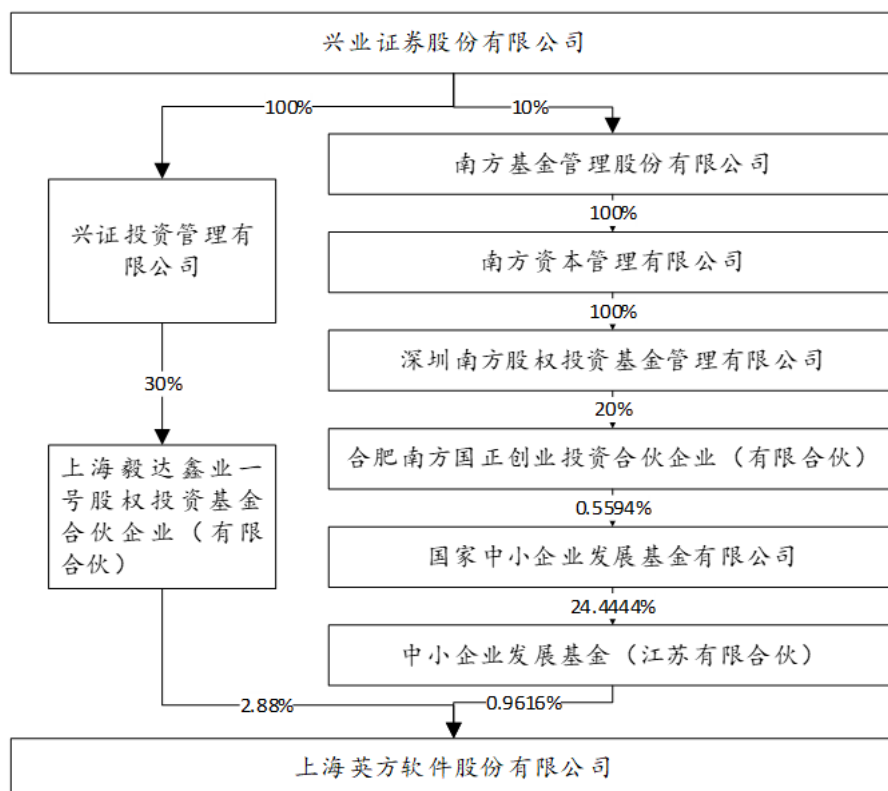 兴业证券股份有限公司
100%
10%
南方基金管理股份有限公司
100%
兴证投资管理有
限公司
南方资本管理有限公司
100%
深圳南方股权投资基金管理有限公司
30%
20%
上海毅达鑫业一
号股权投资基金
合伙企业（有限
合伙）
合肥南方国正创业投资合伙企业（有限合伙）
0.5594%
国家中小企业发展基金有限公司
24.4444%
中小企业发展基金（江苏有限合伙）
2.88%
0.9616%
上海英方软件股份有限公司